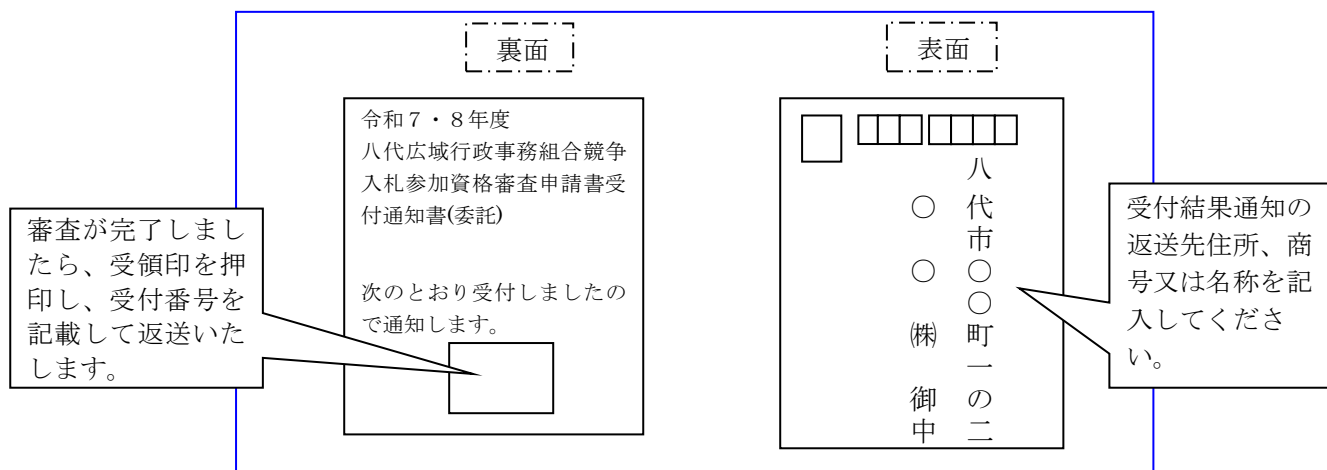 裏面
令和７・８年度
八代広域行政事務組合競争
入札参加資格審査申請書受
付通知書(委託)
次のとおり受付しましたの
で通知します。
審査が完了しまし
たら、受領印を押
印し、受付番号を
記載して返送いた
します。
表面
八代市〇〇町一の二
〇〇㈱御中
受付結果通知の
返送先住所、商
号又は名称を記
入してくださ
い。